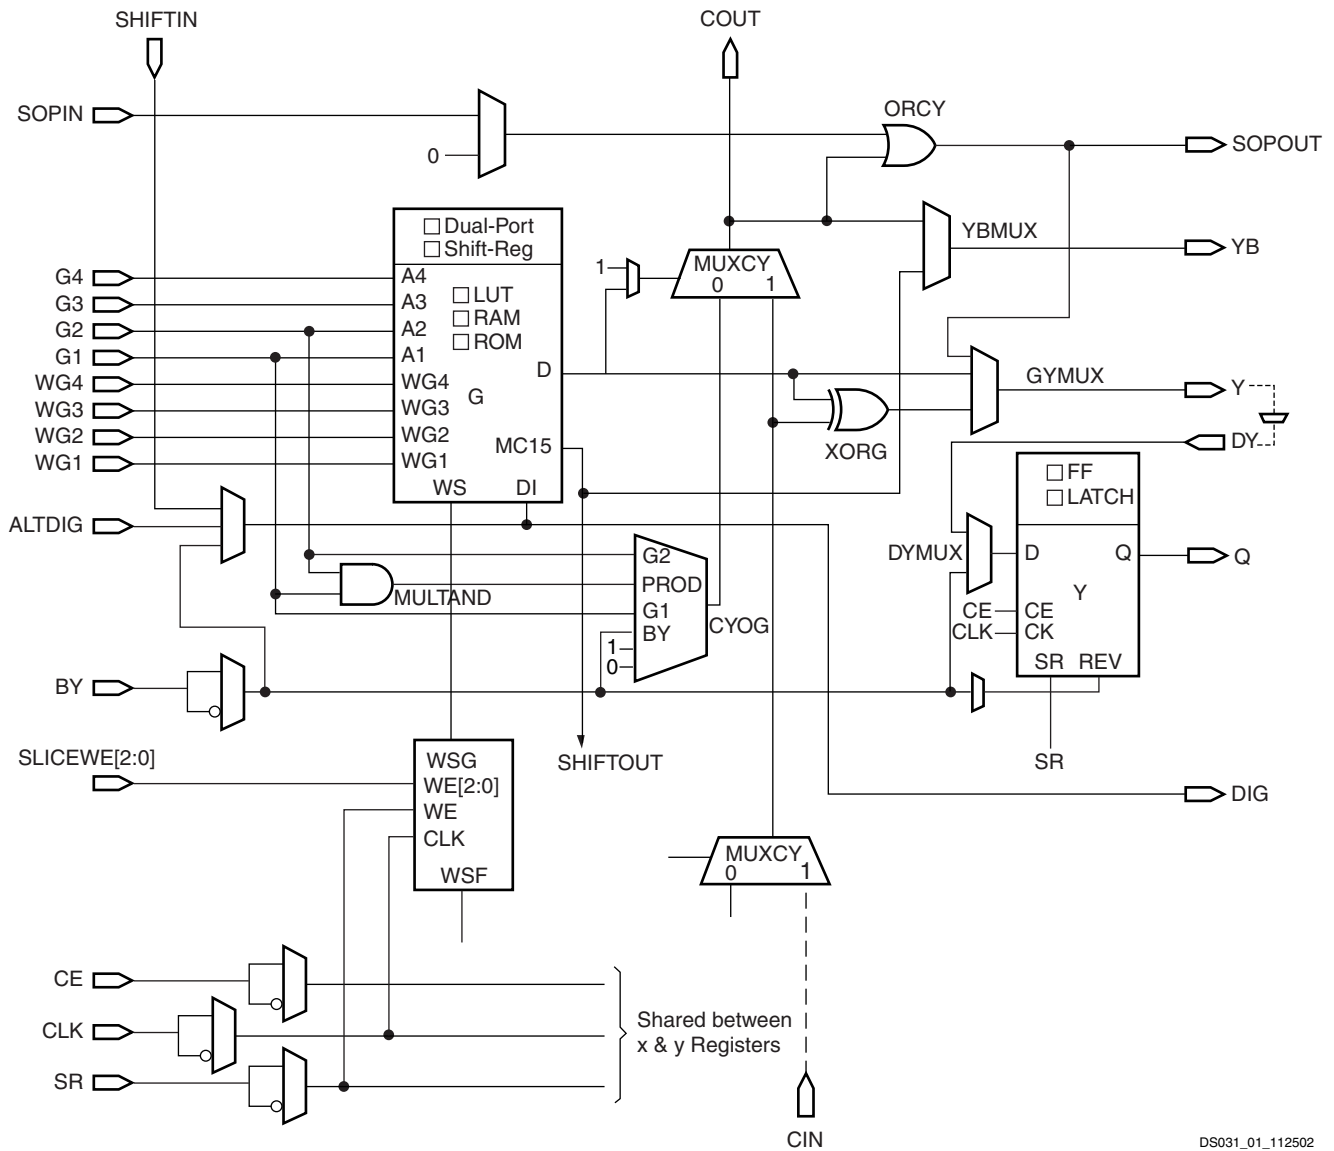 SHIFTIN
COUT
SOPIN
0
ORCY
SOPOUT
Dual-Port
Shift-Reg
YBMUX
YB
MUXCY
0 1
1
G4
G3
G2
G1
WG4
WG3
WG2
WG1
A4
A3
A2
A1
WG4
WG3
WG2
WG1
LUT
RAM
ROM
G
D
MC15
WS
DI
GYMUX
Y
XORG
DY
FF
LATCH
ALTDIG
DYMUX
D
Q
Q
Y
CE
CE
CLK
CK
SR REV
SR
MULTAND
G2
PROD
G1
BY
1
0
CYOG
BY
SLICEWE[2:0]
WSG
WE[2:0]
WE
CLK
WSF
SHIFTOUT
DIG
MUXCY
0 1
CE
CLK
SR
Shared between
x & y Registers
CIN
DS031_01_112502